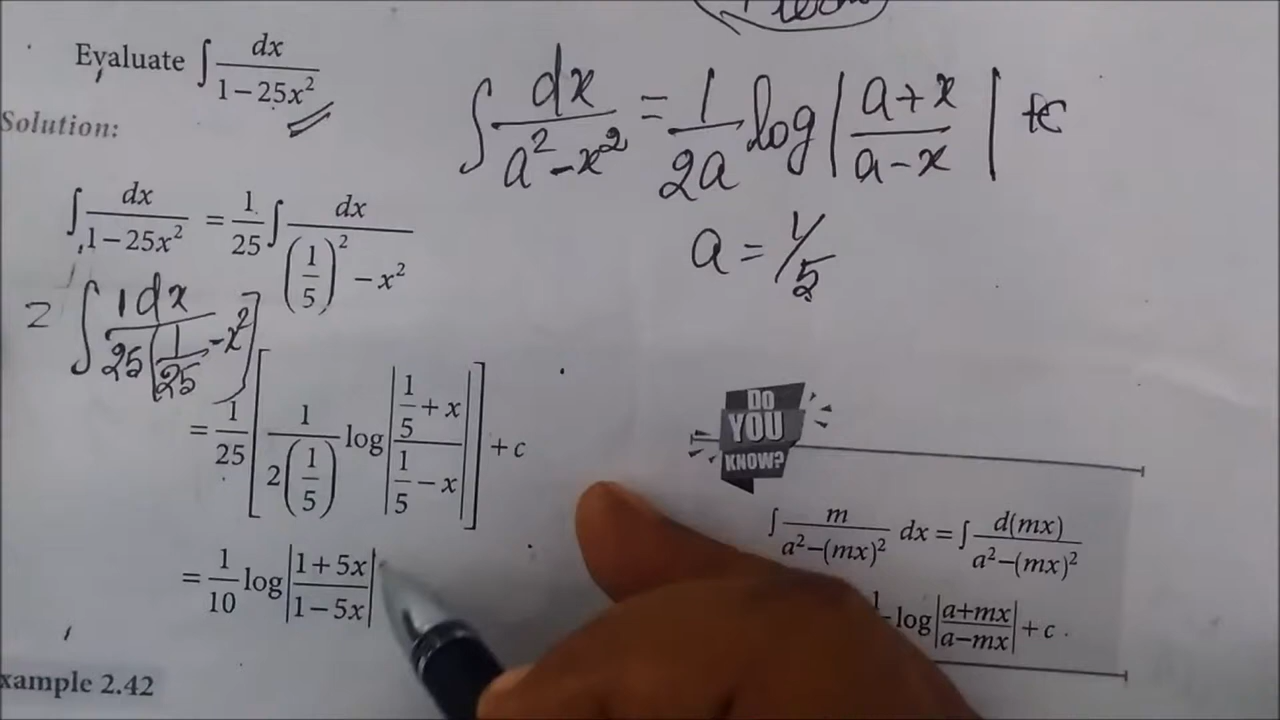 Evaluate ∫ dx / (1 − 25x²)
∫ dx / (a² − x²) = 1/2a log |(a + x) / (a − x)| + c
Solution:
∫ dx / (1 − 25x²) = 1/25 ∫ dx / ((1/5)² − x²)
a = 1/5
= ∫ 1 dx / 25(1/25 − x²)
= 1/25 [1 / 2(1/5) log |(1/5 + x) / (1/5 − x)|] + c
= 1/10 log |(1 + 5x) / (1 − 5x)|
DO
YOU
KNOW?
∫ m / (a² − (mx)²) dx = ∫ d(mx) / (a² − (mx)²)
log |(a + mx) / (a − mx)| + c.
xample 2.42